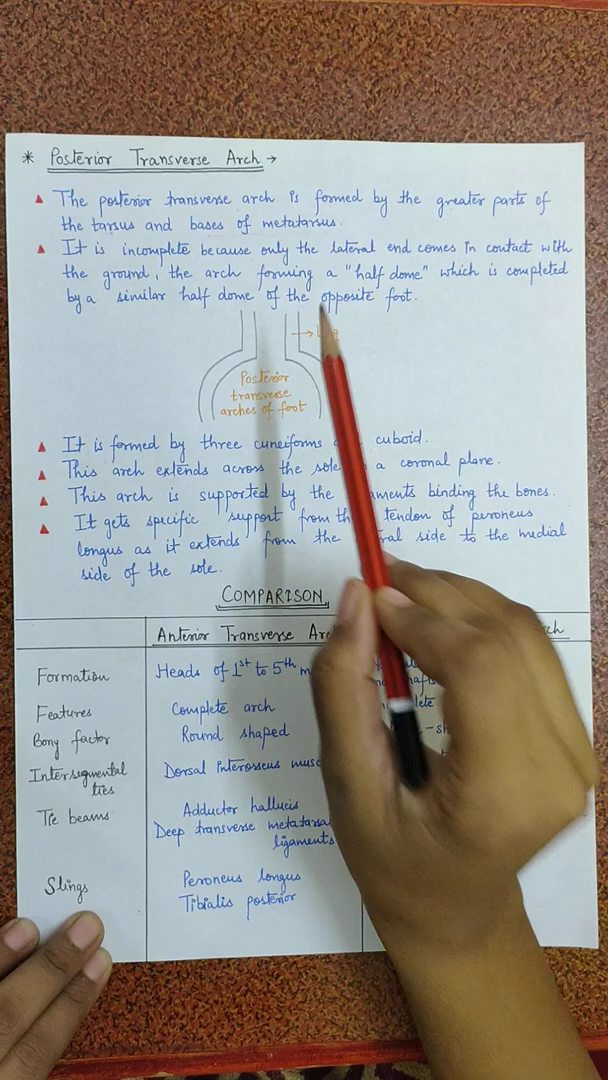 * Posterior Transverse Arch →
The posterior transverse arch is formed by the greater parts of
the tarsus and bases of metatarsus.
It is incomplete because only the lateral end comes in contact with
the ground, the arch forming a "half dome" which is completed
by a similar half dome of the opposite foot.
Posterior
transverse
arches of foot
It is formed by three cuneiforms cuboid.
This arch extends across the sole a coronal plane.
This arch is supported by the binding the bones.
It gets specific support from tendon of peroneus
longus as it extends from the side to the medial
side of the sole.
COMPARISON
Anterior Transverse
Formation Heads of 1st to 5th
Features Complete arch
Bony factor Round shaped
Intersegmental ties Dorsal interosseus
Tie beams Adductor hallucis
Deep transverse metatarsal
ligaments
Slings Peroneus longus
Tibialis posterior